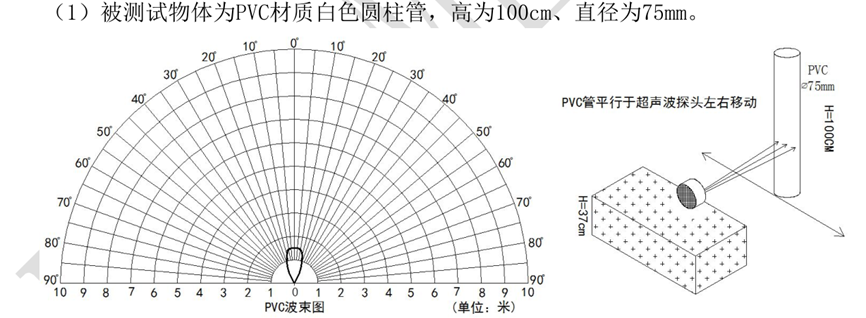 （1）被测试物体为PVC材质白色圆柱管，高为100cm、直径为75mm。
0°
10° 10°
20° 20°
30° 30°
40° 40°
50° 50°
60° 60°
70° 70°
80° 80°
90° 90°
10 9 8 7 6 5 4 3 2 1 0 1 2 3 4 5 6 7 8 9 10
PVC波束图 (单位: 米)
PVC管平行于超声波探头左右移动
PVC
⌀75mm
H=100CM
H=37cm